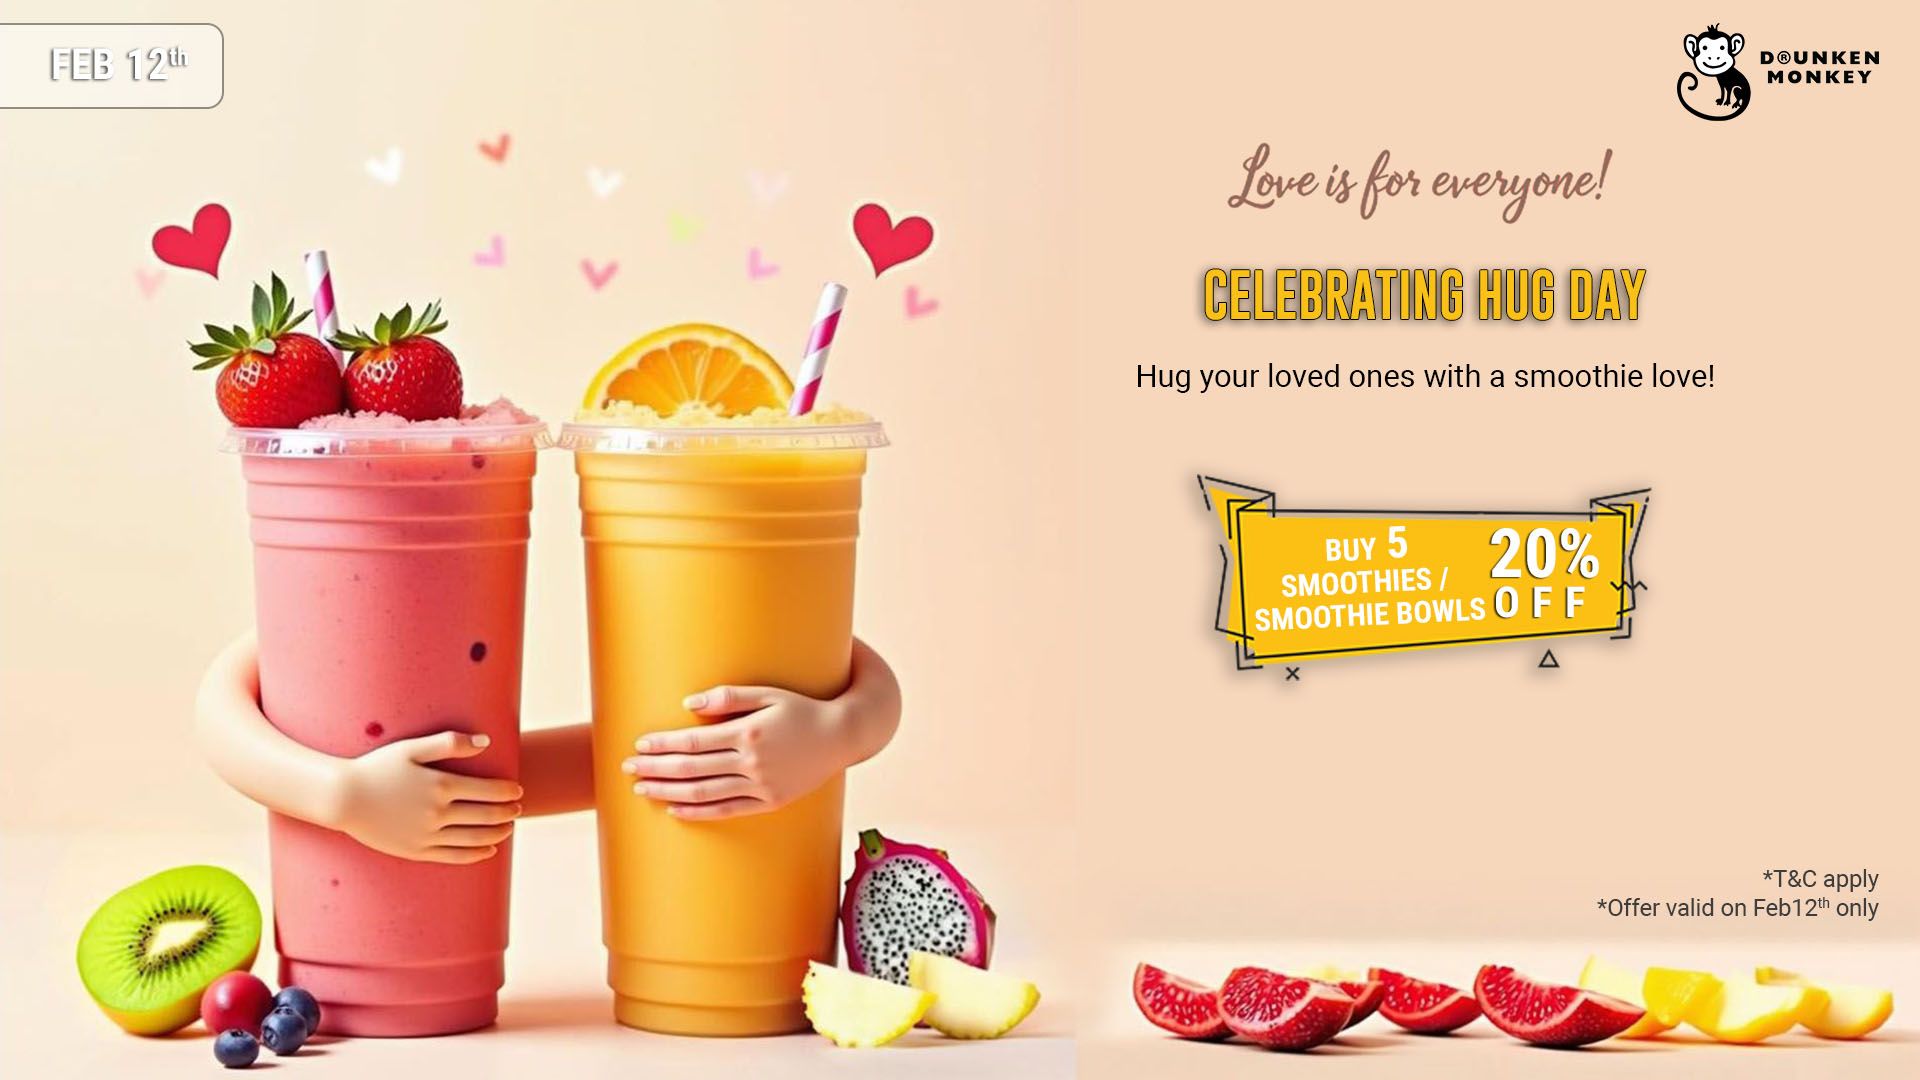 FEB 12th
D®UNKEN
MONKEY
Love is for everyone!
CELEBRATING HUG DAY
Hug your loved ones with a smoothie love!
BUY 5
SMOOTHIES /
SMOOTHIE BOWLS
20%
OFF
*T&C apply
*Offer valid on Feb12th only